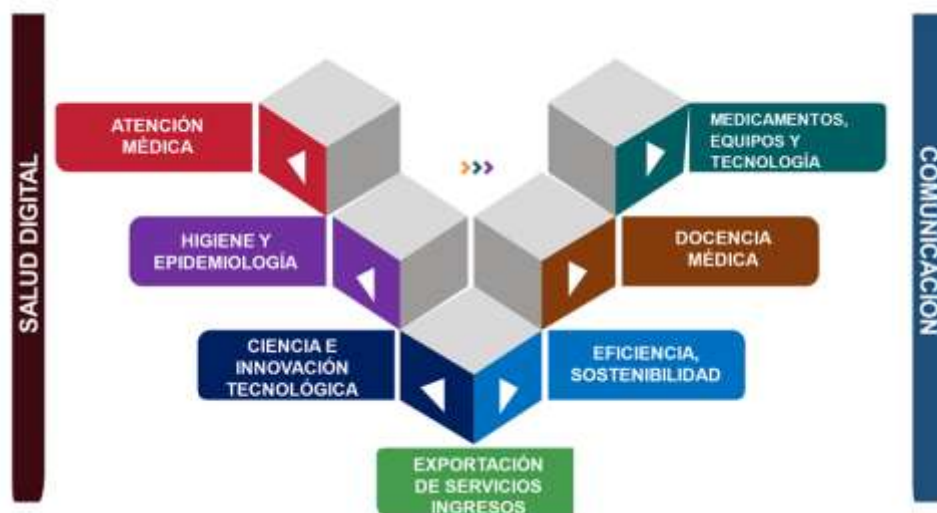 SALUD DIGITAL
ATENCIÓN
MÉDICA
HIGIENE Y
EPIDEMIOLOGÍA
CIENCIA E
INNOVACIÓN
TECNOLÓGICA
MEDICAMENTOS,
EQUIPOS Y
TECNOLOGÍA
DOCENCIA
MÉDICA
EFICIENCIA,
SOSTENIBILIDAD
EXPORTACIÓN
DE SERVICIOS
INGRESOS
COMUNICACIÓN